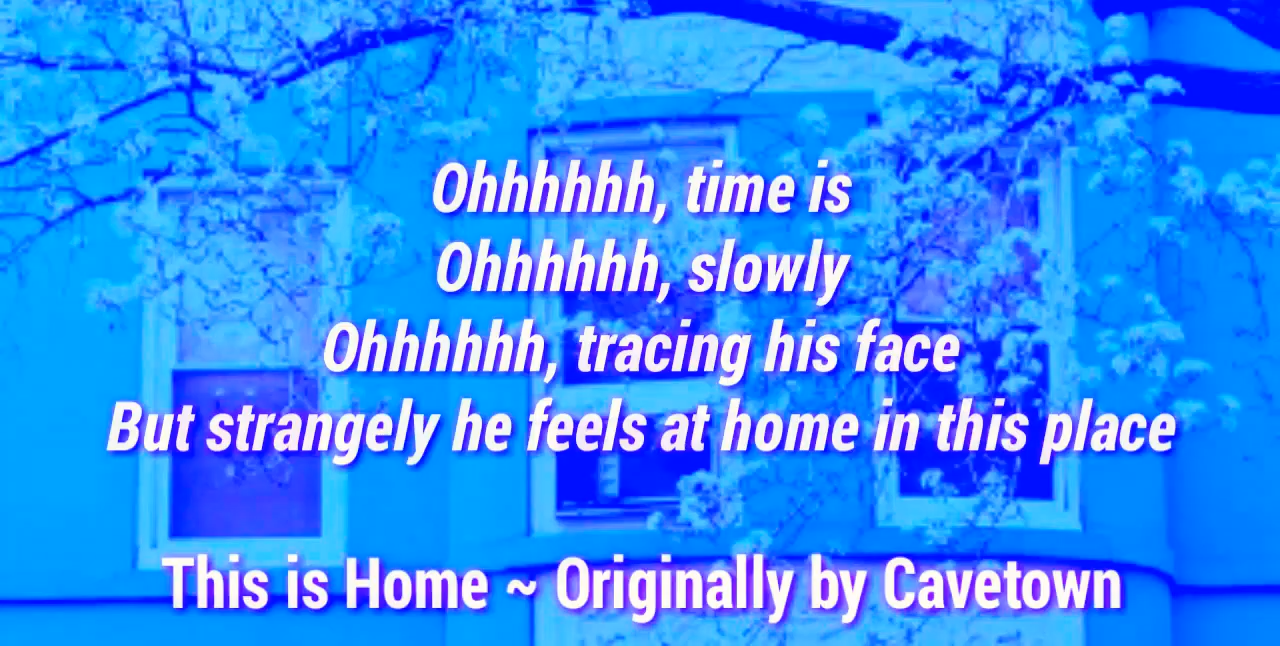 Ohhhhhh, time is
Ohhhhhh, slowly
Ohhhhhh, tracing his face
But strangely he feels at home in this place
This is Home ~ Originally by Cavetown